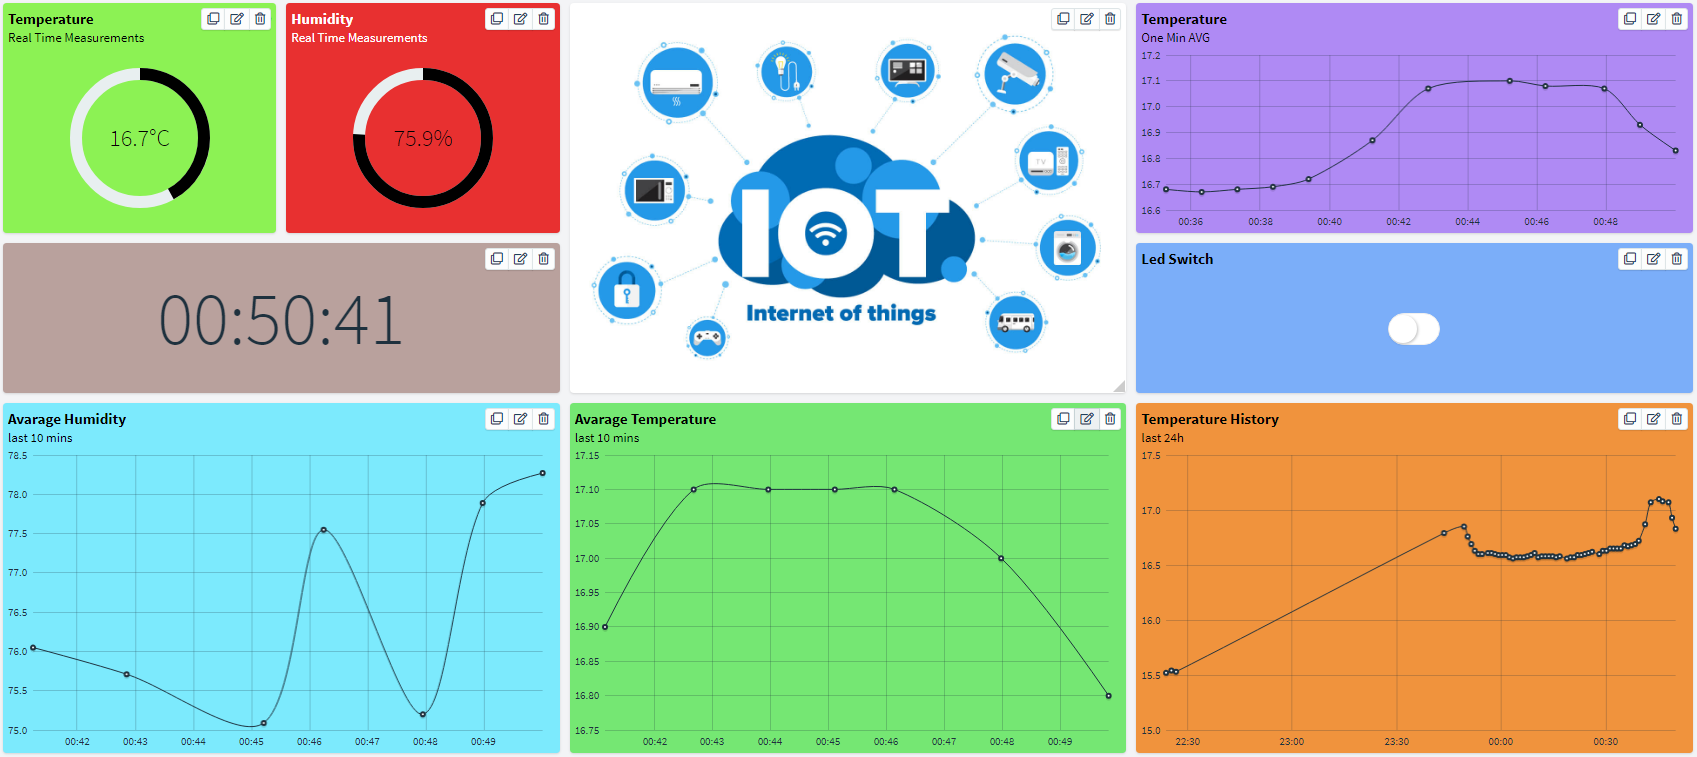 Temperature
Real Time Measurements
16.7°C
Humidity
Real Time Measurements
75.9%
TV
IOT
Internet of things
Temperature
One Min AVG
17.2
17.1
17.0
16.9
16.8
16.7
16.6
00:36 00:38 00:40 00:42 00:44 00:46 00:48
00:50:41
Led Switch
Avarage Humidity
last 10 mins
78.5
78.0
77.5
77.0
76.5
76.0
75.5
75.0
00:42 00:43 00:44 00:45 00:46 00:47 00:48 00:49
Avarage Temperature
last 10 mins
17.15
17.10
17.05
17.00
16.95
16.90
16.85
16.80
16.75
00:42 00:43 00:44 00:45 00:46 00:47 00:48 00:49
Temperature History
last 24h
17.5
17.0
16.5
16.0
15.5
15.0
22:30 23:00 23:30 00:00 00:30